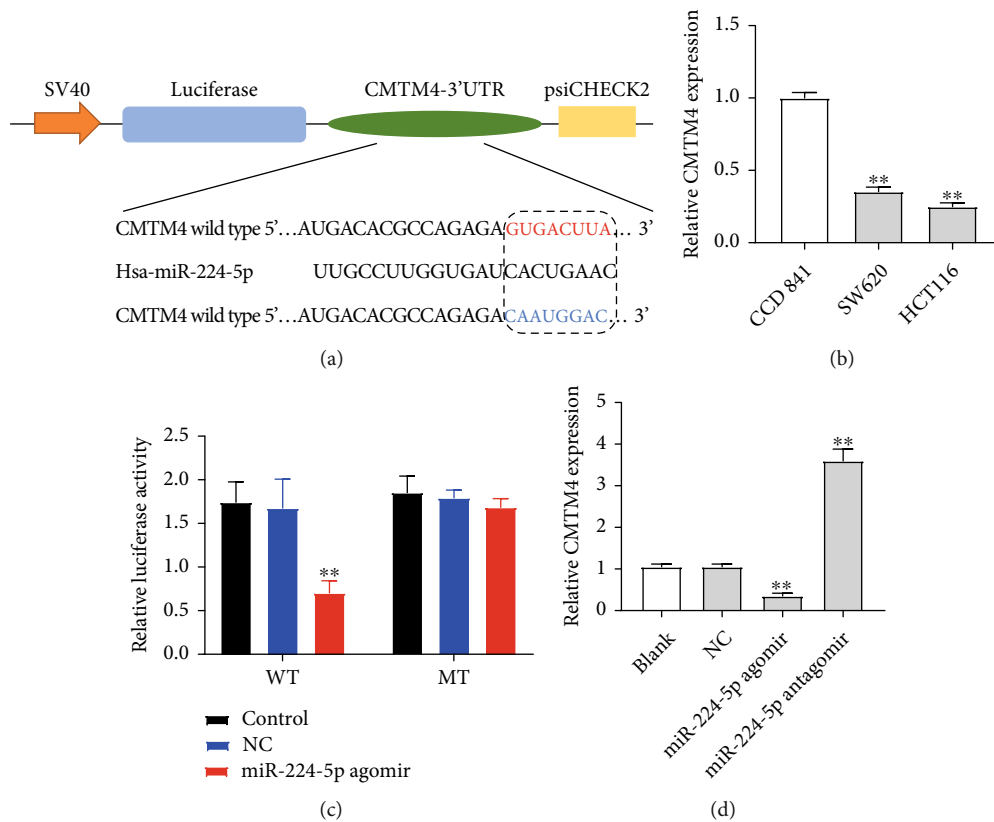 SV40
Luciferase
CMTM4-3'UTR
psiCHECK2
CMTM4 wild type 5'…AUGACACGCCAGAGAGUGACUUA… 3'
Hsa-miR-224-5p UUGCCUUGGUGAUCACUGAAC
CMTM4 wild type 5'…AUGACACGCCAGAGACAAUGGAC… 3'
(a)
Relative CMTM4 expression
1.5
1.0
0.5
0.0
**
**
CCD 841
SW620
HCT116
(b)
Relative luciferase activity
2.5
2.0
1.5
1.0
0.5
0.0
**
WT
MT
Control
NC
miR-224-5p agomir
(c)
Relative CMTM4 expression
5
4
3
2
1
0
**
**
Blank
NC
miR-224-5p agomir
miR-224-5p antagomir
(d)